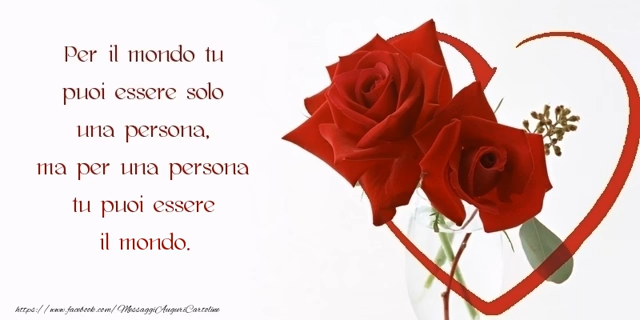 Per il mondo tu
puoi essere solo
una persona,
ma per una persona
tu puoi essere
il mondo.
https://www.facebook.com/MessaggiAuguriCartoline